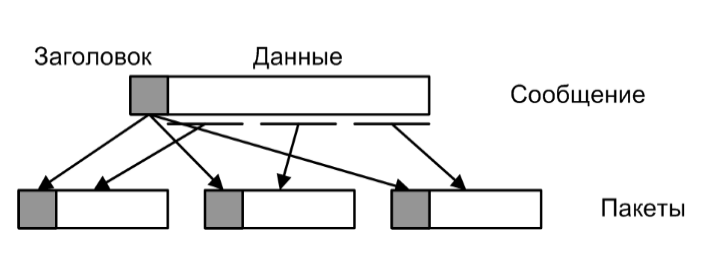 Заголовок
Данные
Сообщение
Пакеты